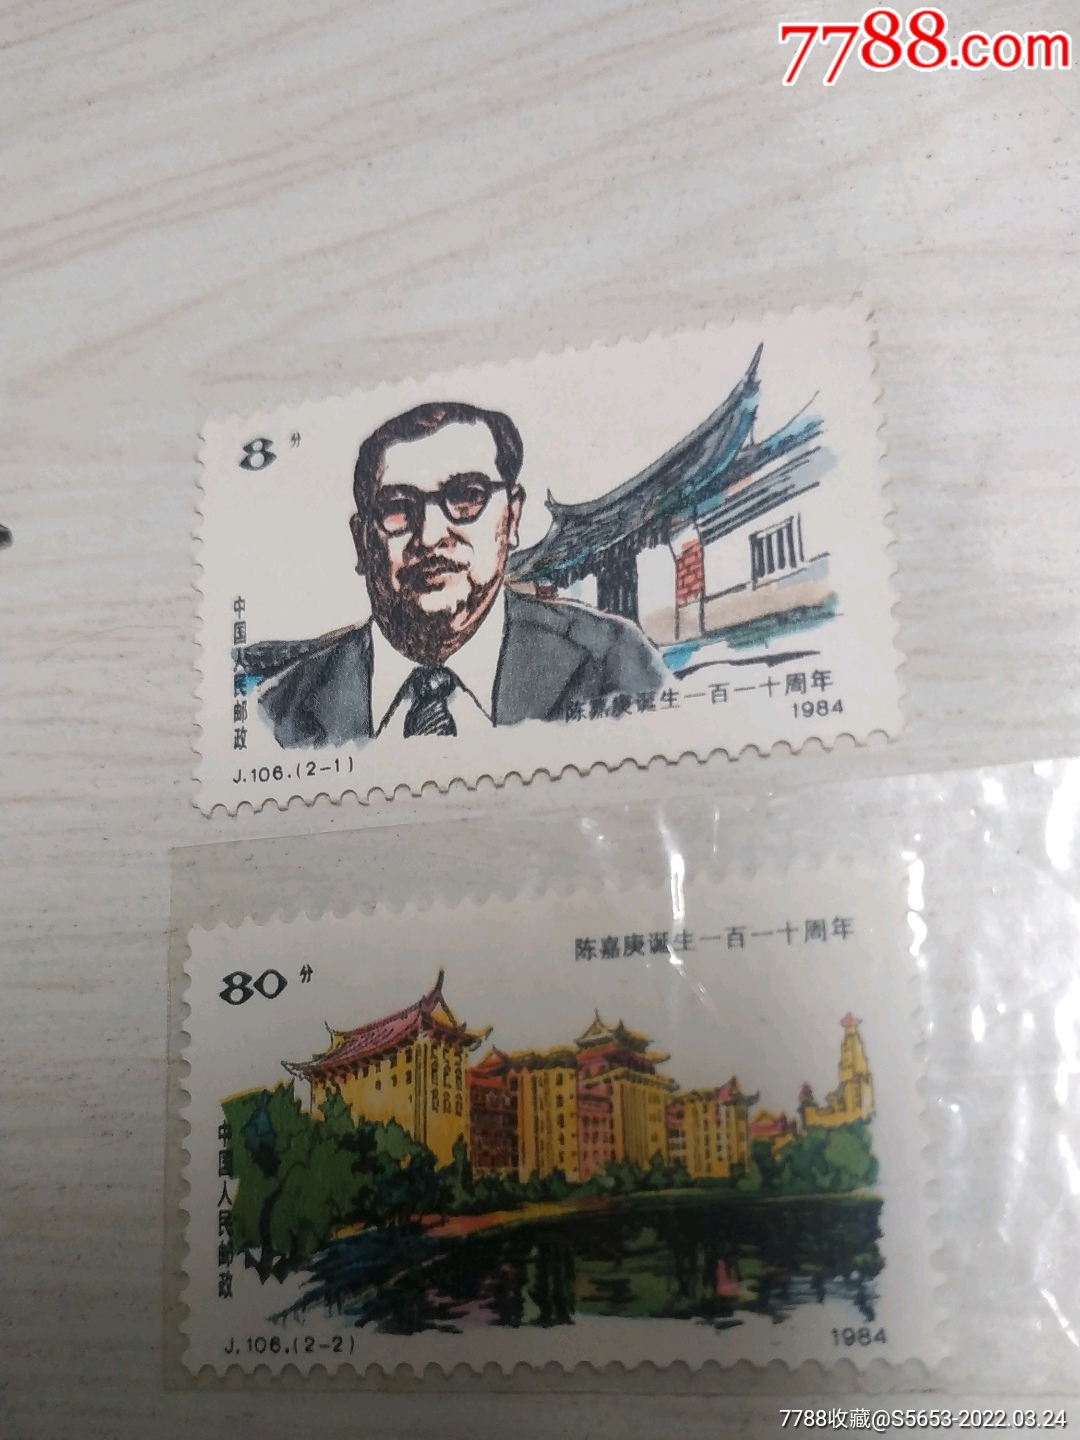 7788.com
8分
中国人民邮政
陈嘉庚诞生一百一十周年
1984
J.106.(2-1)
80分
陈嘉庚诞生一百一十周年
中国人民邮政
J.106.(2-2)
1984
7788收藏@S5653-2022.03.24